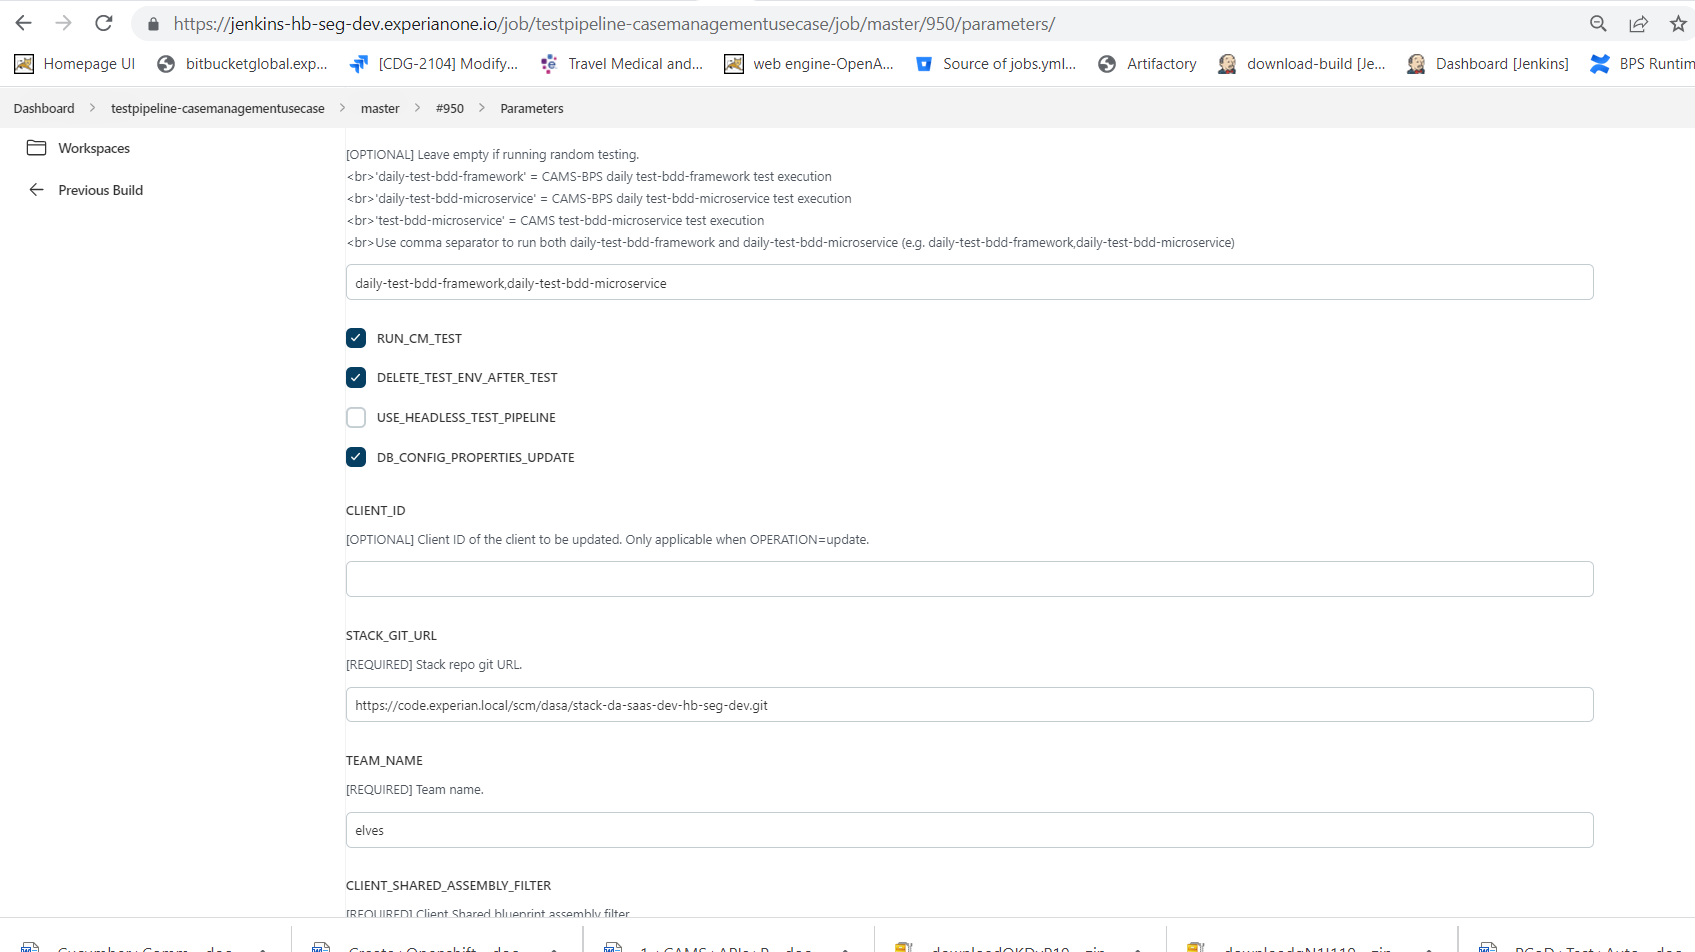 https://jenkins-hb-seg-dev.experianone.io/job/testpipeline-casemanagementusecase/job/master/950/parameters/
Homepage UI bitbucketglobal.exp... [CDG-2104] Modify,... Travel Medical and... web engine-OpenA... Source of jobs.yml... Artifactory download-build [Je... Dashboard [Jenkins] BPS Runtim
Dashboard > testpipeline-casemanagementusecase > master > #950 > Parameters
Workspaces
Previous Build
[OPTIONAL] Leave empty if running random testing.
<br>'daily-test-bdd-framework' = CAMS-BPS daily test-bdd-framework test execution
<br>'daily-test-bdd-microservice' = CAMS-BPS daily test-bdd-microservice test execution
<br>'test-bdd-microservice' = CAMS test-bdd-microservice test execution
<br>Use comma separator to run both daily-test-bdd-framework and daily-test-bdd-microservice (e.g. daily-test-bdd-framework,daily-test-bdd-microservice)
daily-test-bdd-framework,daily-test-bdd-microservice
RUN_CM_TEST
DELETE_TEST_ENV_AFTER_TEST
USE_HEADLESS_TEST_PIPELINE
DB_CONFIG_PROPERTIES_UPDATE
CLIENT_ID
[OPTIONAL] Client ID of the client to be updated. Only applicable when OPERATION=update.
STACK_GIT_URL
[REQUIRED] Stack repo git URL.
https://code.experian.local/scm/dasa/stack-da-saas-dev-hb-seg-dev.git
TEAM_NAME
[REQUIRED] Team name.
elves
CLIENT_SHARED_ASSEMBLY_FILTER
[REQUIRED] Client Shared blueprint assembly filter